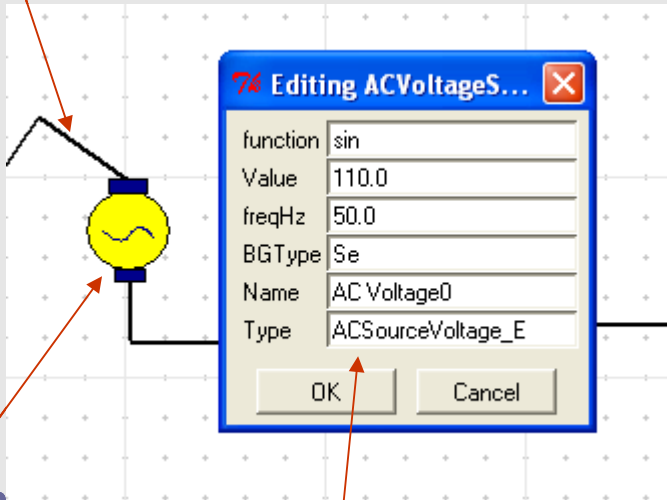 7% Editing ACVoltageS...
function sin
Value 110.0
freqHz 50.0
BGType Se
Name AC Voltage0
Type ACSourceVoltage_E
OK Cancel